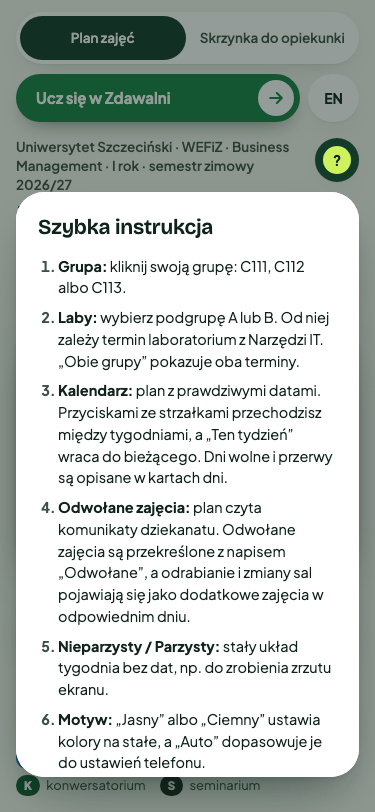 Plan zajęć
Skrzynka do opiekunki
Ucz się w Zdawalni
EN
Uniwersytet Szczeciński · WEFiZ · Business
Management · I rok · semestr zimowy
2026/27
?
Szybka instrukcja
1. Grupa: kliknij swoją grupę: C111, C112
albo C113.
2. Laby: wybierz podgrupę A lub B. Od niej
zależy termin laboratorium z Narzędzi IT.
„Obie grupy” pokazuje oba terminy.
3. Kalendarz: plan z prawdziwymi datami.
Przyciskami ze strzałkami przechodzisz
między tygodniami, a „Ten tydzień”
wraca do bieżącego. Dni wolne i przerwy
są opisane w kartach dni.
4. Odwołane zajęcia: plan czyta
komunikaty dziekanatu. Odwołane
zajęcia są przekreślone z napisem
„Odwołane”, a odrabianie i zmiany sal
pojawiają się jako dodatkowe zajęcia w
odpowiednim dniu.
5. Nieparzysty / Parzysty: stały układ
tygodnia bez dat, np. do zrobienia zrzutu
ekranu.
6. Motyw: „Jasny” albo „Ciemny” ustawia
kolory na stałe, a „Auto” dopasowuje je
do ustawień telefonu.
K konwersatorium
S seminarium